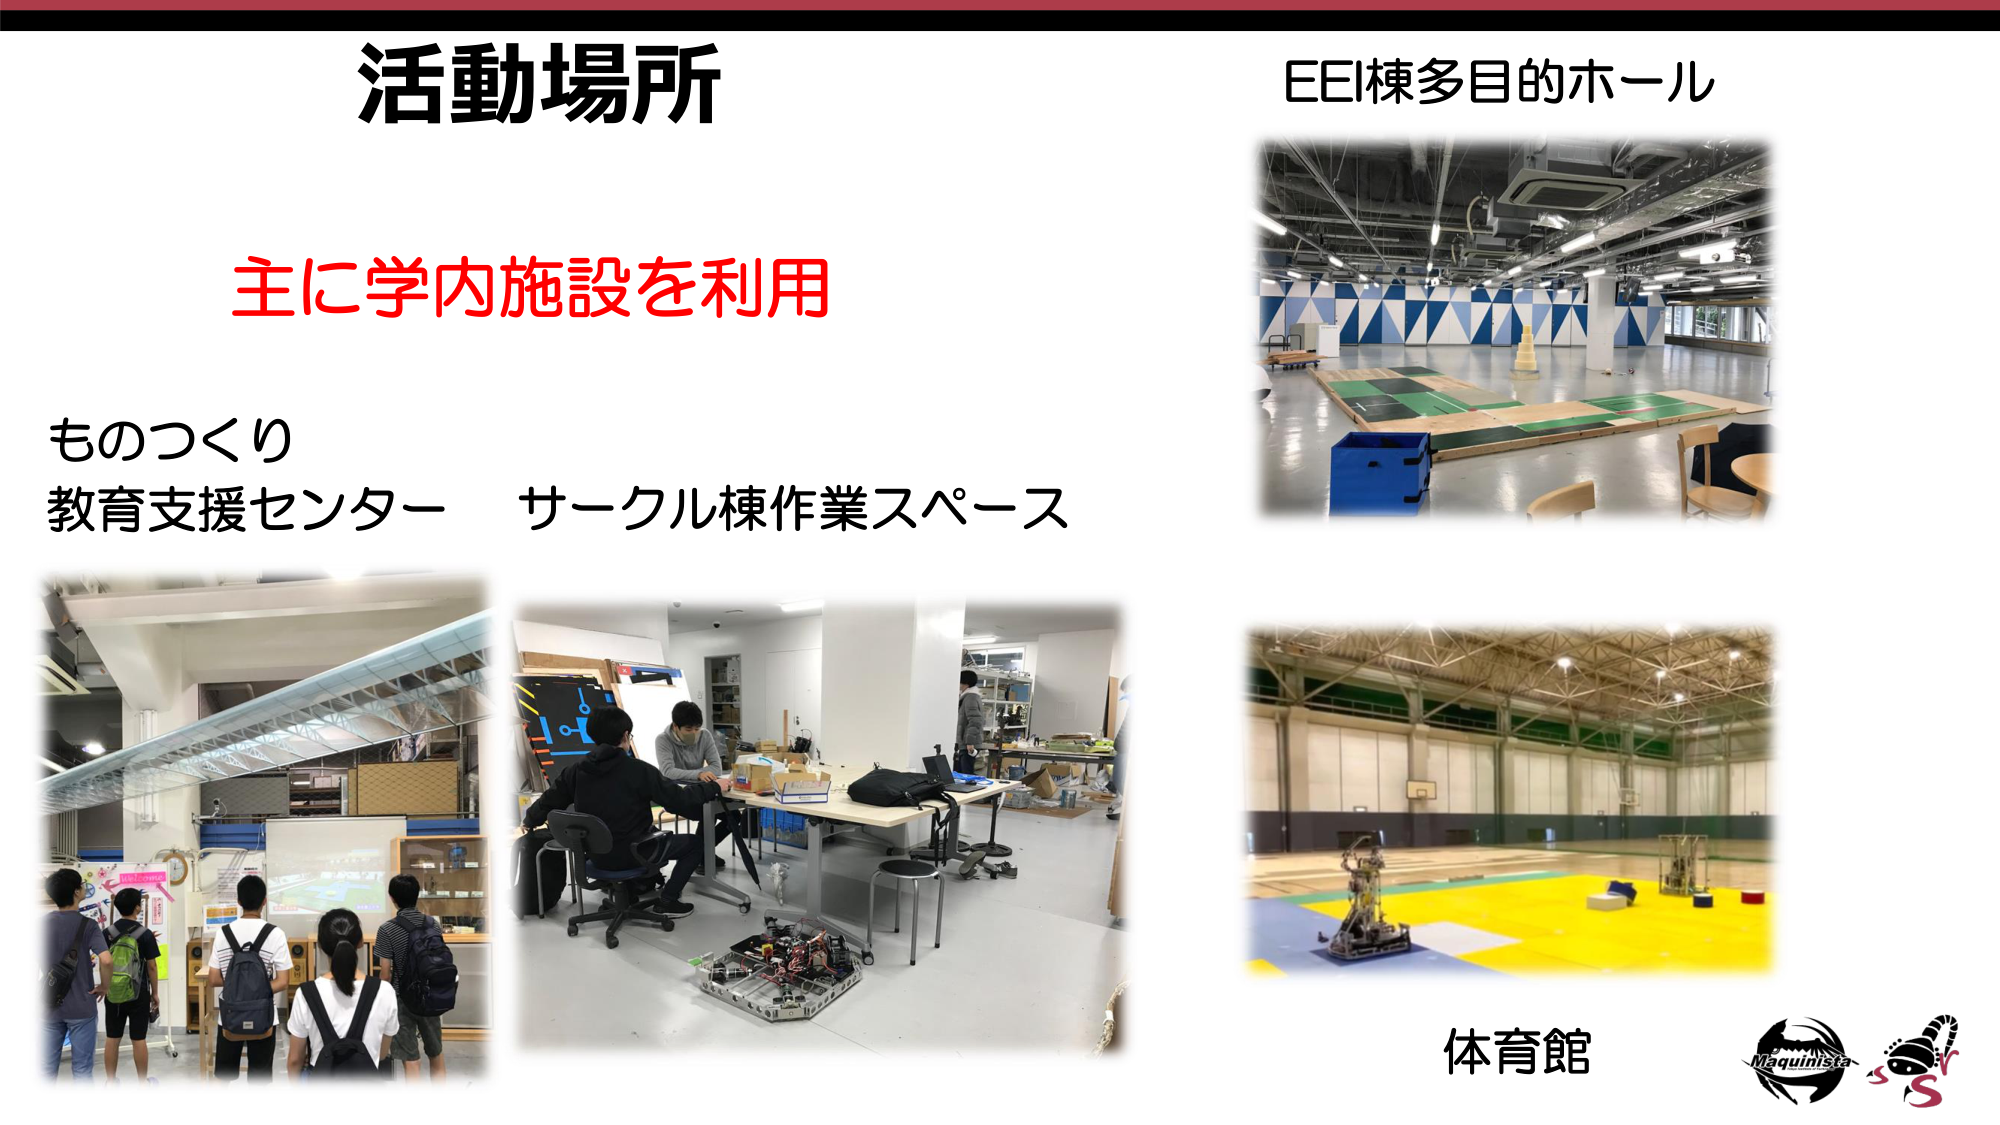 活動場所
主に学内施設を利用
ものつくり
教育支援センター
サークル棟作業スペース
EEI棟多目的ホール
体育館
Welcome
Maquinista
s S r